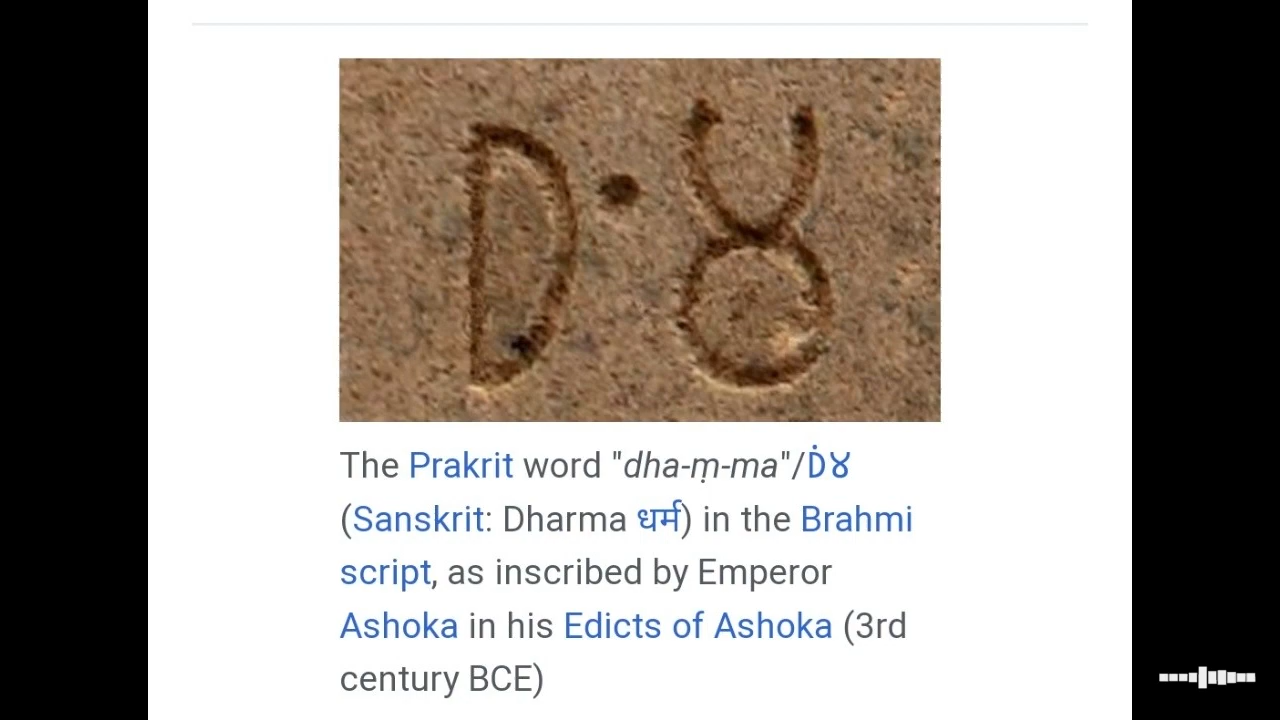 𑀥𑀁𑀫
The Prakrit word "dha-ṃ-ma"/𑀥𑀁𑀫
(Sanskrit: Dharma धर्म) in the Brahmi
script, as inscribed by Emperor
Ashoka in his Edicts of Ashoka (3rd
century BCE)